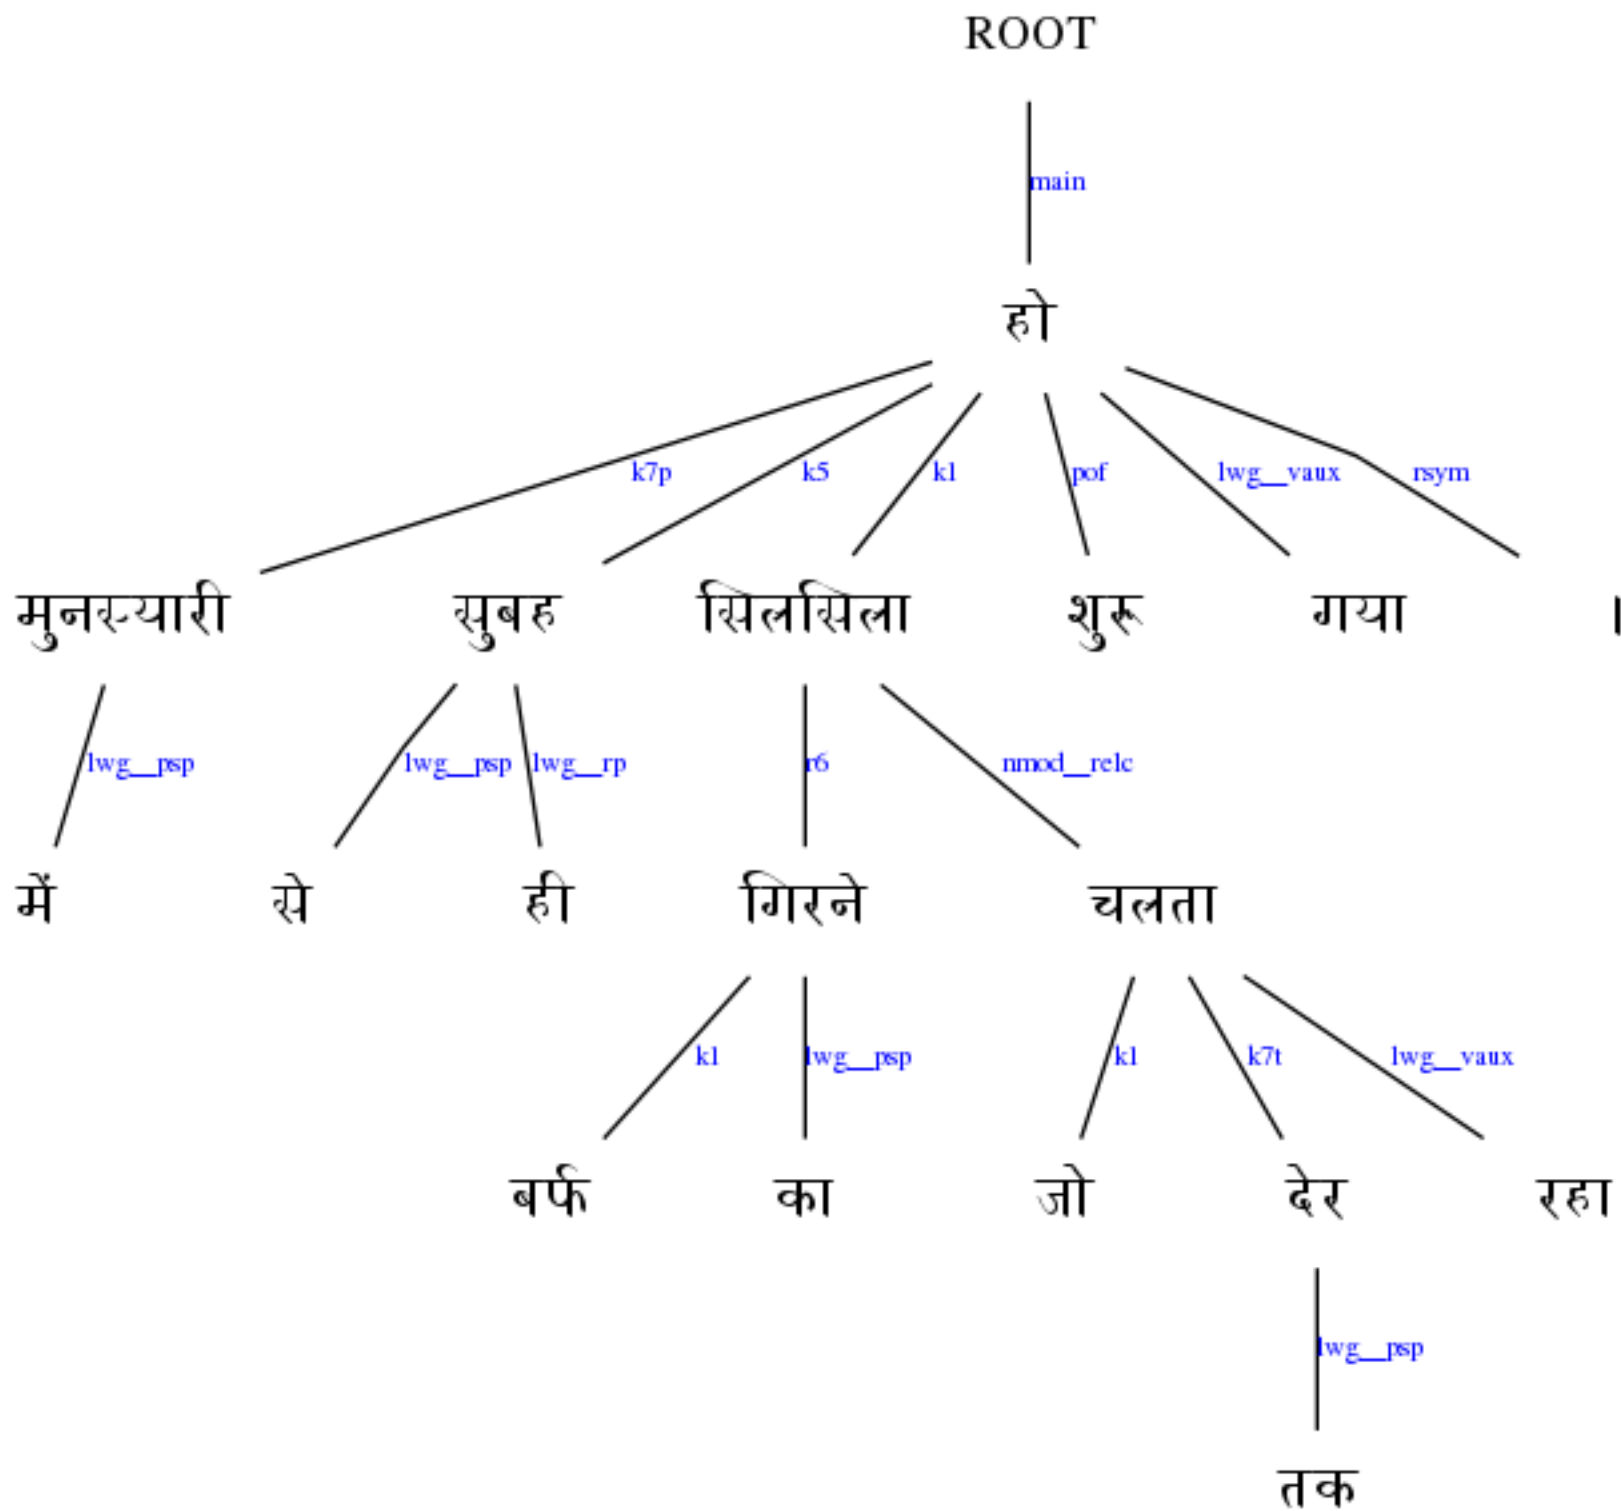 ROOT
main
हो
k7p k5 k1 pof lwg__vaux rsym
मुनस्यारी सुबह सिलसिला शुरू गया ।
lwg__psp lwg__psp lwg__rp r6 nmod__relc
में से ही गिरने चलता
k1 lwg__psp k1 k7t lwg__vaux
बर्फ का जो देर रहा
lwg__psp
तक